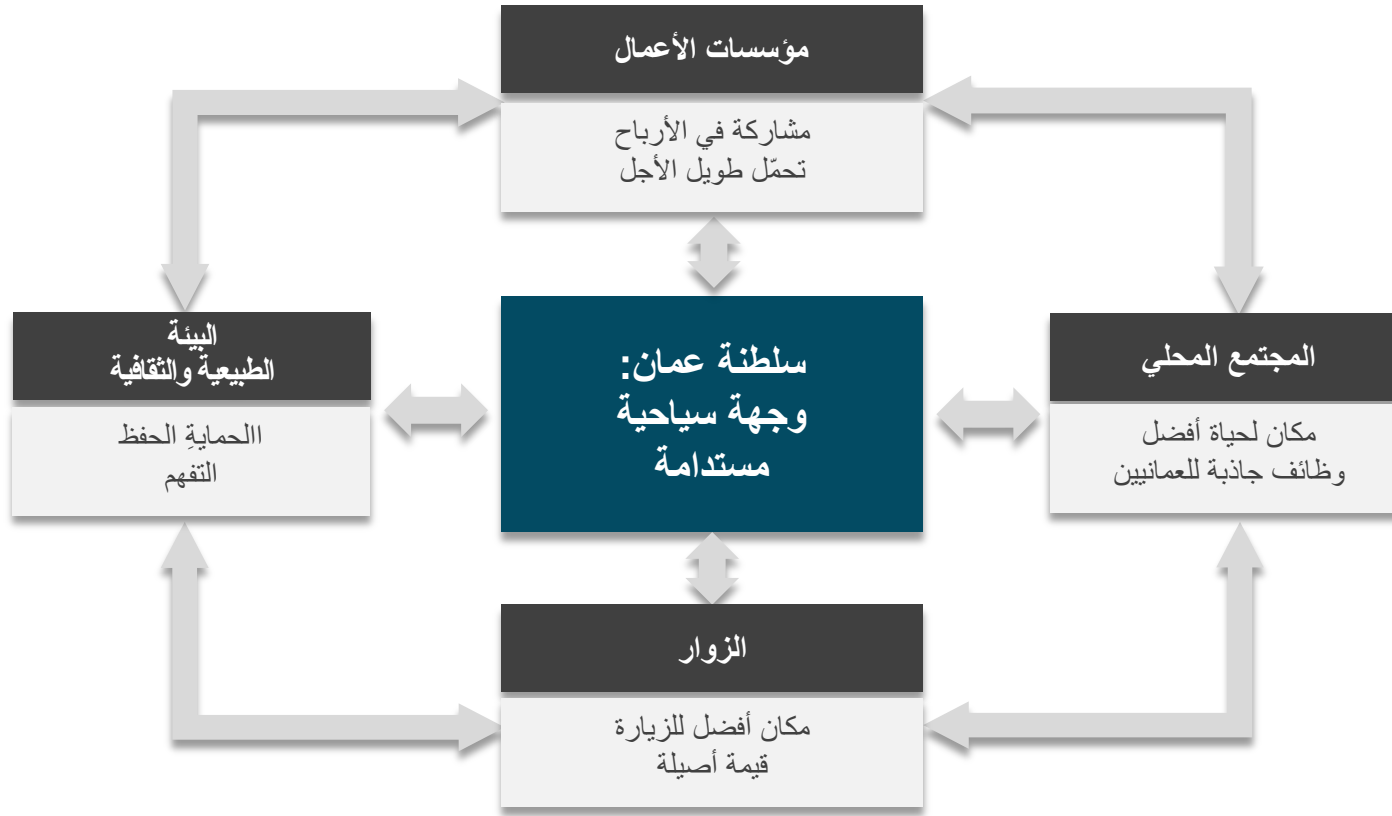 مؤسسات الأعمال
مشاركة في الأرباح
تحمّل طويل الأجل
المجتمع المحلي
مكان لحياة أفضل
وظائف جاذبة للعمانيين
سلطنة عمان:
وجهة سياحية
مستدامة
البيئة
الطبيعية والثقافية
االحمايةِ الحفظ
التفهم
الزوار
مكان أفضل للزيارة
قيمة أصيلة